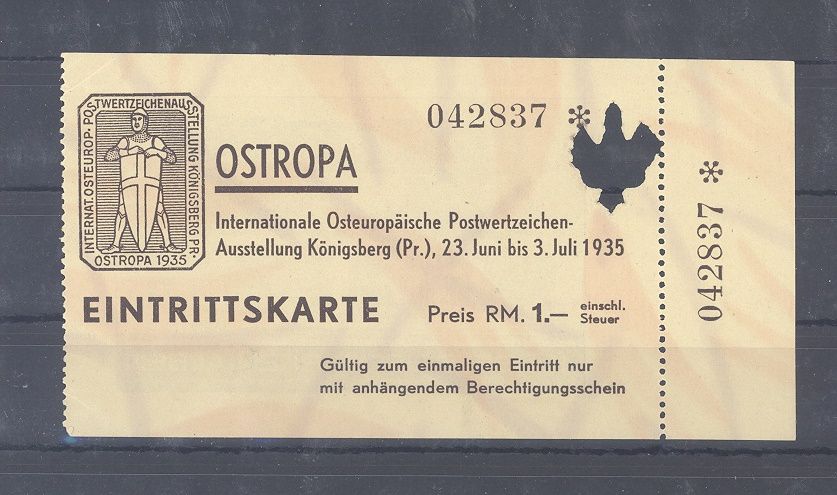 INTERNAT. OSTEUROP. POSTWERTZEICHENAUSSTELLUNG KÖNIGSBERG PR.
OSTROPA 1935
042837 *
OSTROPA
Internationale Osteuropäische Postwertzeichen-
Ausstellung Königsberg (Pr.), 23. Juni bis 3. Juli 1935
EINTRITTSKARTE
Preis RM. 1.— einschl.
Steuer
Gültig zum einmaligen Eintritt nur
mit anhängendem Berechtigungsschein
042837 *